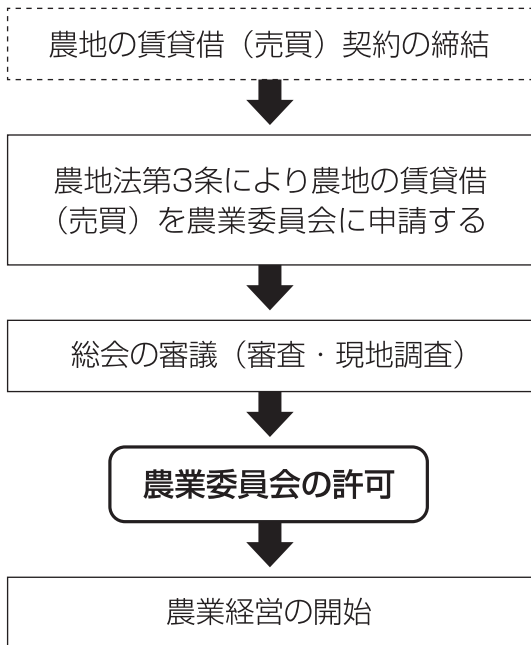 農地の賃貸借（売買）契約の締結
農地法第3条により農地の賃貸借
（売買）を農業委員会に申請する
総会の審議（審査・現地調査）
農業委員会の許可
農業経営の開始